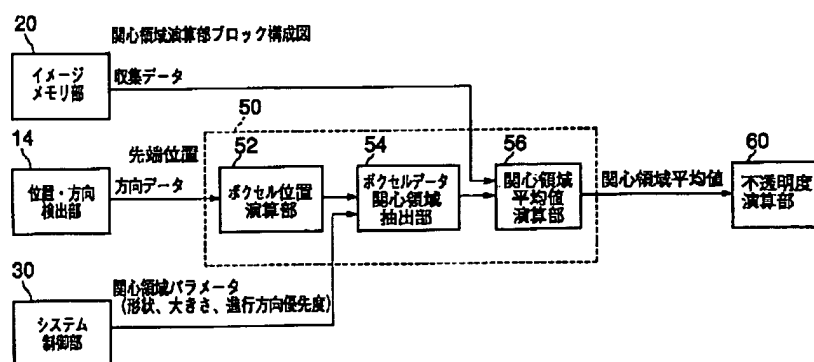 関心領域演算部ブロック構成図
20
イメージ
メモリ部
収集データ
50
14
位置・方向
検出部
先端位置
方向データ
52
ボクセル位置
演算部
54
ボクセルデータ
関心領域
抽出部
56
関心領域
平均値
演算部
関心領域平均値
60
不透明度
演算部
30
システム
制御部
関心領域パラメータ
(形状、大きさ、進行方向優先度)